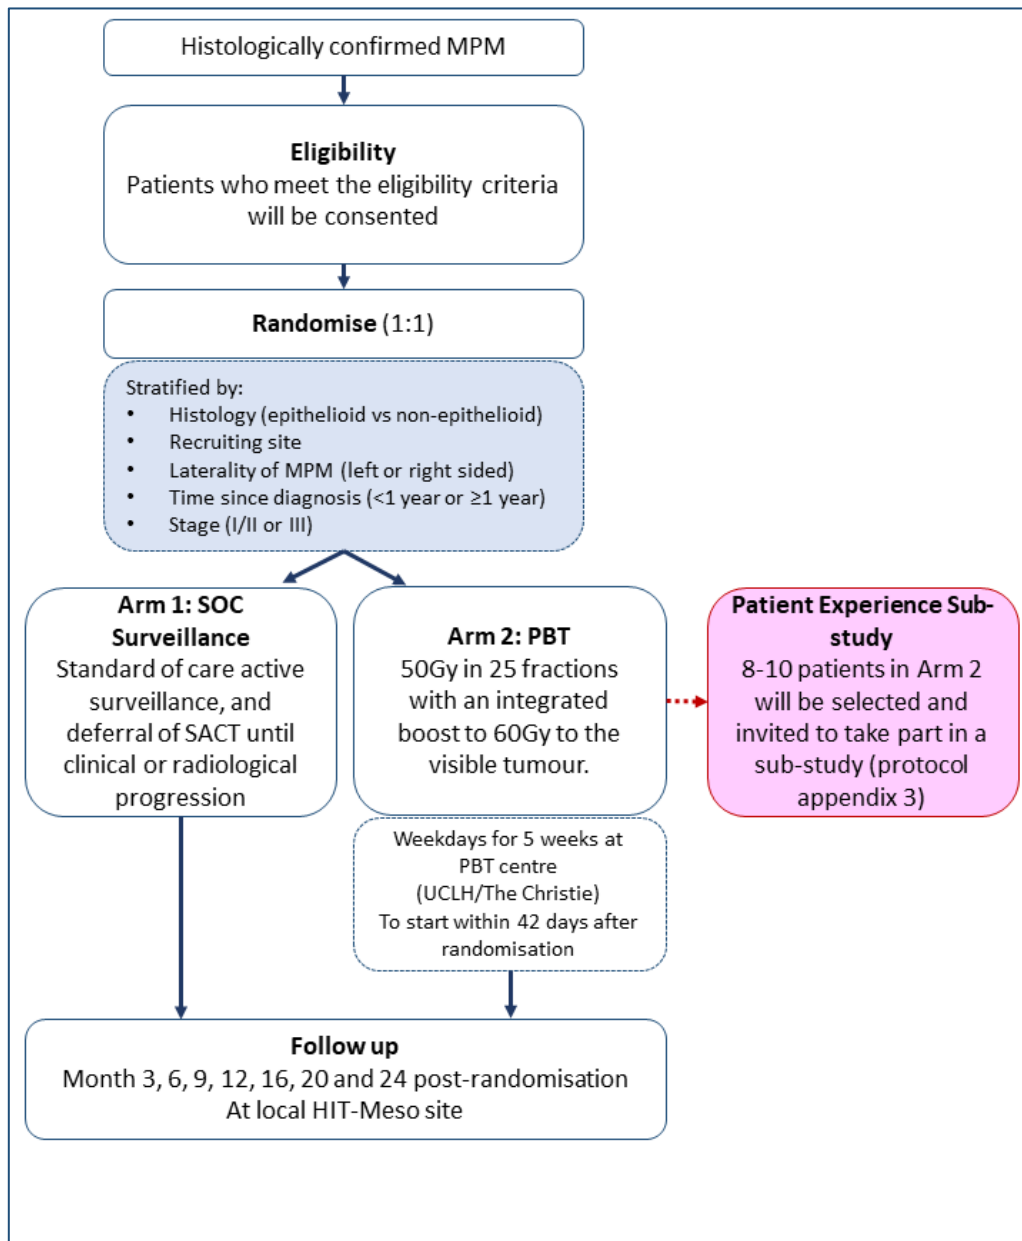 Histologically confirmed MPM
Eligibility
Patients who meet the eligibility criteria
will be consented
Randomise (1:1)
Stratified by:
• Histology (epithelioid vs non-epithelioid)
• Recruiting site
• Laterality of MPM (left or right sided)
• Time since diagnosis (<1 year or ≥1 year)
• Stage (I/II or III)
Arm 1: SOC
Surveillance
Standard of care active
surveillance, and
deferral of SACT until
clinical or radiological
progression
Arm 2: PBT
50Gy in 25 fractions
with an integrated
boost to 60Gy to the
visible tumour.
Patient Experience Sub-
study
8-10 patients in Arm 2
will be selected and
invited to take part in a
sub-study (protocol
appendix 3)
Weekdays for 5 weeks at
PBT centre
(UCLH/The Christie)
To start within 42 days after
randomisation
Follow up
Month 3, 6, 9, 12, 16, 20 and 24 post-randomisation
At local HIT-Meso site